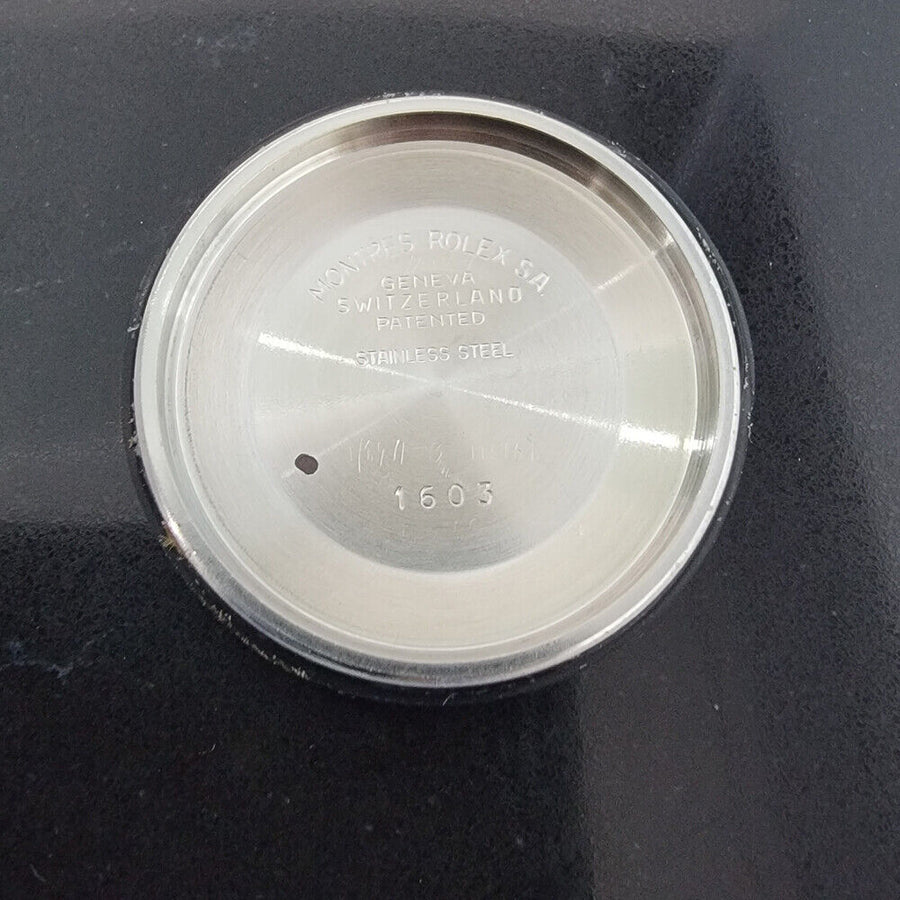 MONTRES ROLEX S.A.
GENEVA
SWITZERLAND
PATENTED
STAINLESS STEEL
1603